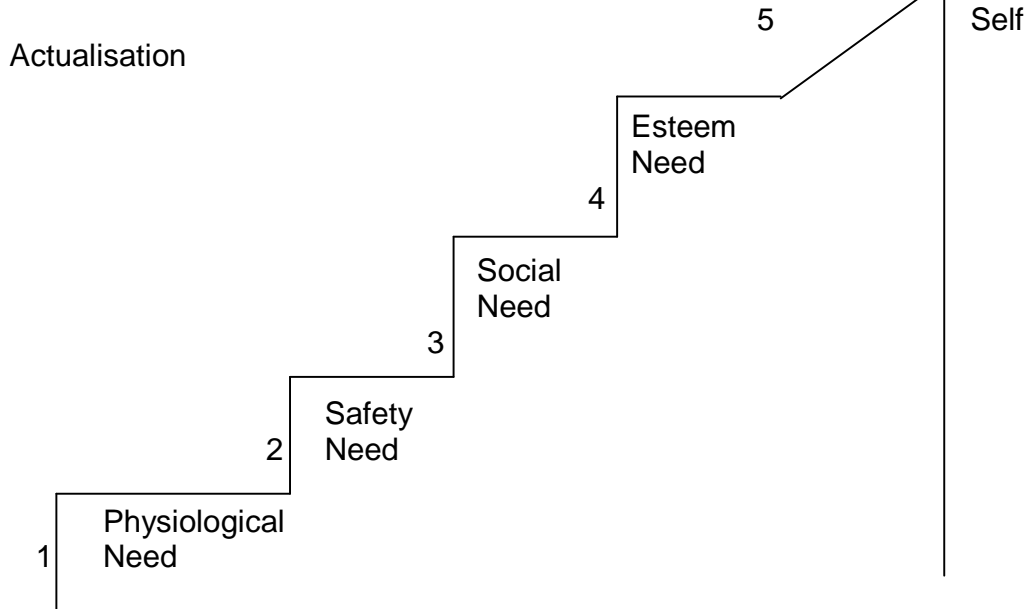 5 Self
Actualisation
Esteem
Need
4
Social
Need
3
Safety
Need
2
Physiological
Need
1